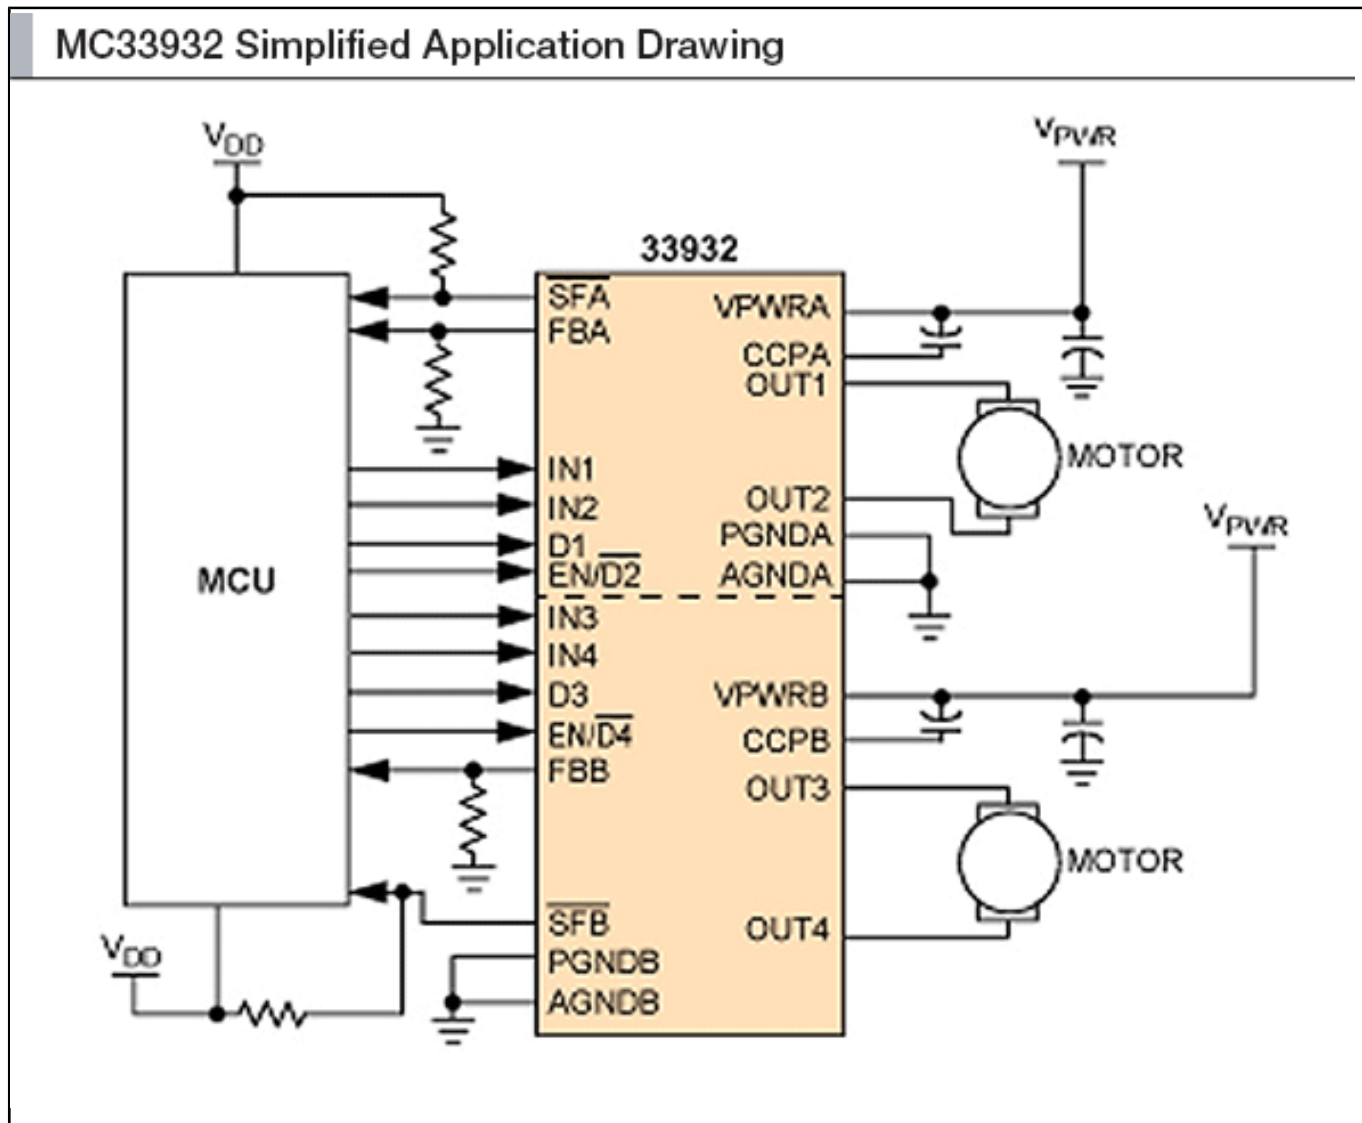 MC33932 Simplified Application Drawing
VDD
VPWR
33932
SFA
FBA
IN1
IN2
D1
EN/D2
IN3
IN4
D3
EN/D4
FBB
SFB
PGNDB
AGNDB
VPWRA
CCPA
OUT1
OUT2
PGNDA
AGNDA
VPWRB
CCPB
OUT3
OUT4
MCU
MOTOR
VPWR
MOTOR
VDD